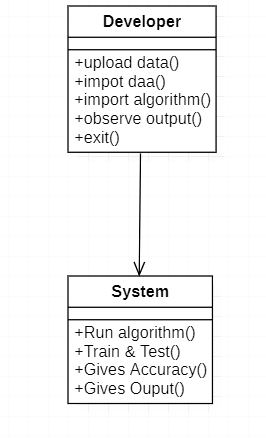 Developer
+upload data()
+impot daa()
+import algorithm()
+observe output()
+exit()
System
+Run algorithm()
+Train & Test()
+Gives Accuracy()
+Gives Ouput()